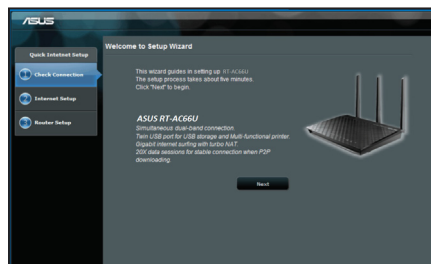 ASUS
Quick Internet Setup
1 Check Connection
2 Internet Setup
3 Router Setup
Welcome to Setup Wizard
This wizard guides in setting up RT-AC66U
The setup process takes about five minutes.
Click "Next" to begin.
ASUS RT-AC66U
Simultaneous dual-band connection.
Twin USB port for USB storage and Multi-functional printer.
Gigabit internet surfing with turbo NAT.
20X data sessions for stable connection when P2P
downloading.
Next